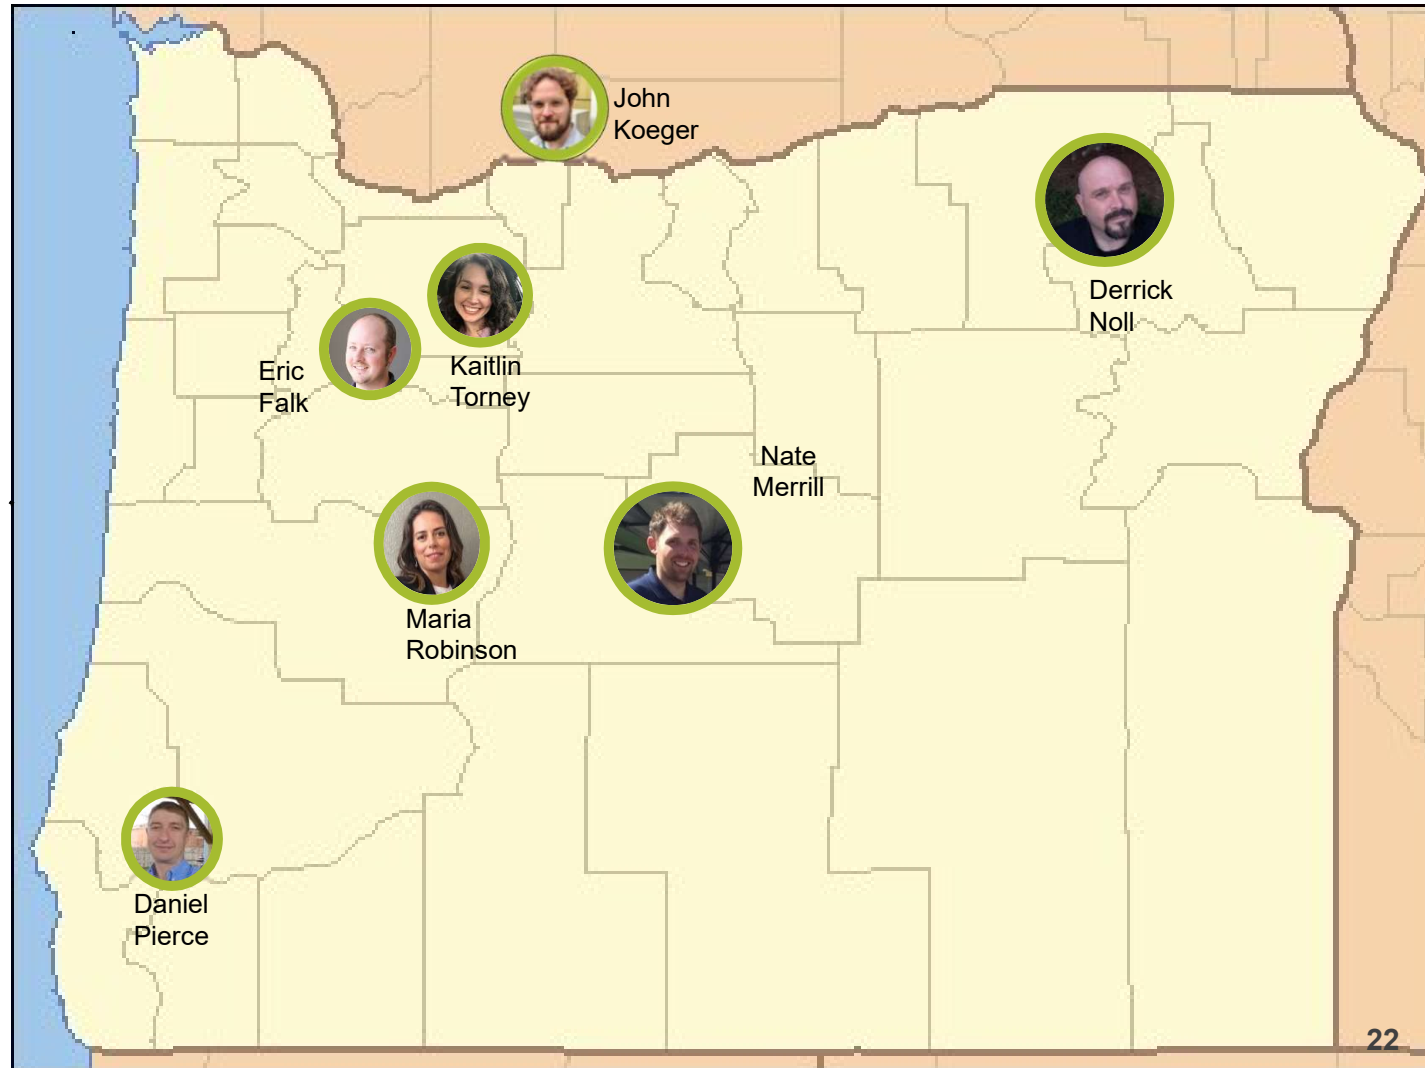 John
Koeger
Derrick
Noll
Eric
Falk
Kaitlin
Torney
Nate
Merrill
Maria
Robinson
Daniel
Pierce
22